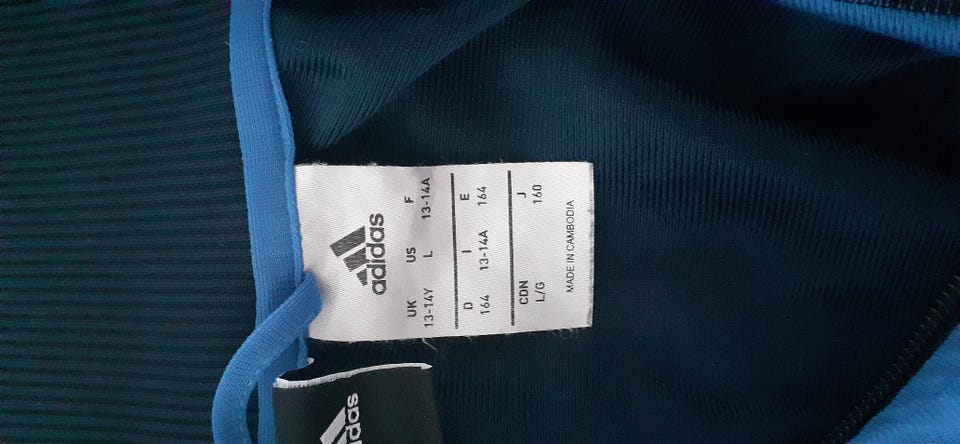 adidas
UK US F
13-14Y L 13-14A
D I E
164 13-14A 164
CDN J
L/G 160
MADE IN CAMBODIA
adidas